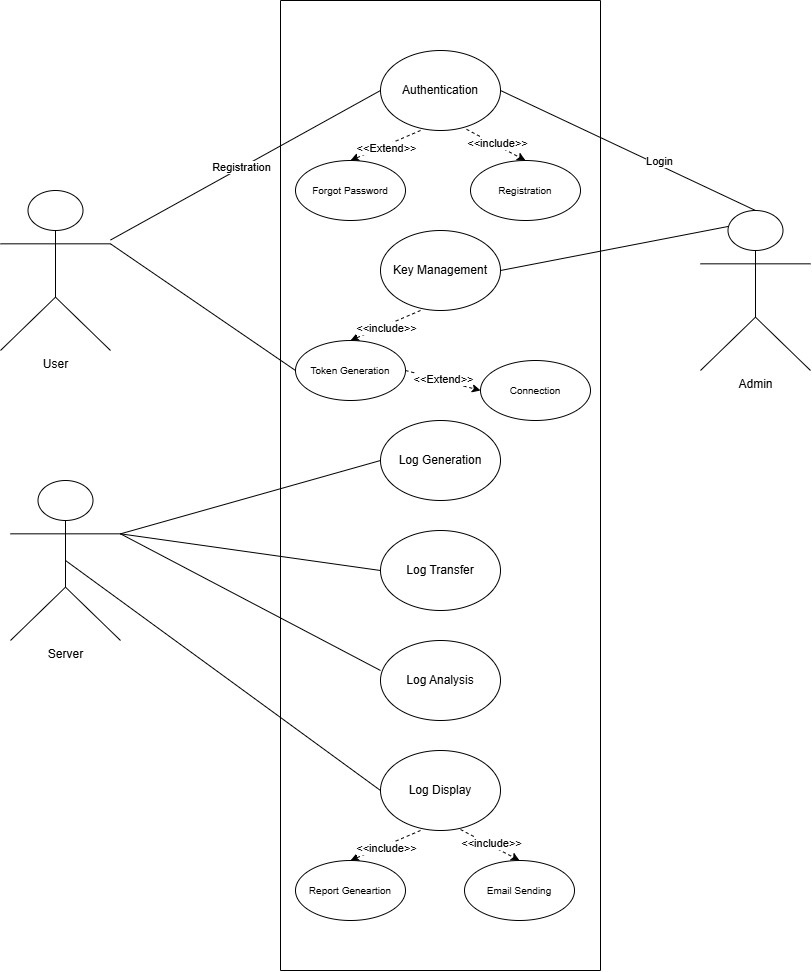 Authentication
<<Extend>>
<<include>>
Registration
Login
Forgot Password
Registration
Key Management
<<include>>
User
Token Generation
<<Extend>>
Connection
Admin
Log Generation
Log Transfer
Server
Log Analysis
Log Display
<<include>>
<<include>>
Report Geneartion
Email Sending